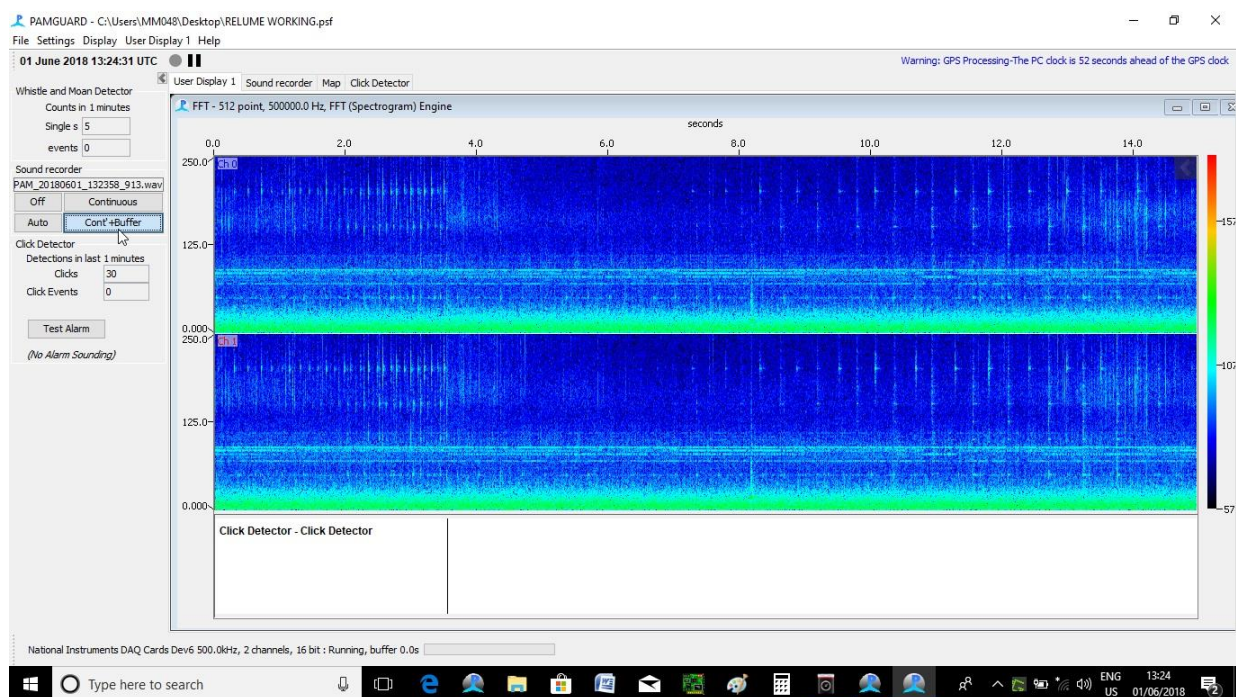 PAMGUARD - C:\Users\MM048\Desktop\RELUME WORKING.psf
File Settings Display User Display 1 Help
01 June 2018 13:24:31 UTC
Warning: GPS Processing-The PC clock is 52 seconds ahead of the GPS clock
User Display 1 Sound recorder Map Click Detector
Whistle and Moan Detector
Counts in 1 minutes
Single s 5
events 0
Sound recorder
PAM_20180601_132358_913.wav
Off Continuous
Auto Cont'+Buffer
Click Detector
Detections in last 1 minutes
Clicks 30
Click Events 0
Test Alarm
(No Alarm Sounding)
FFT - 512 point, 500000.0 Hz, FFT (Spectrogram) Engine
seconds
0.0 2.0 4.0 6.0 8.0 10.0 12.0 14.0
250.0 Ch 0
125.0
0.000
250.0 Ch 1
125.0
0.000
157
107
57
Click Detector - Click Detector
National Instruments DAQ Cards Dev6 500.0kHz, 2 channels, 16 bit : Running, buffer 0.0s
Type here to search
ENG
US
13:24
01/06/2018